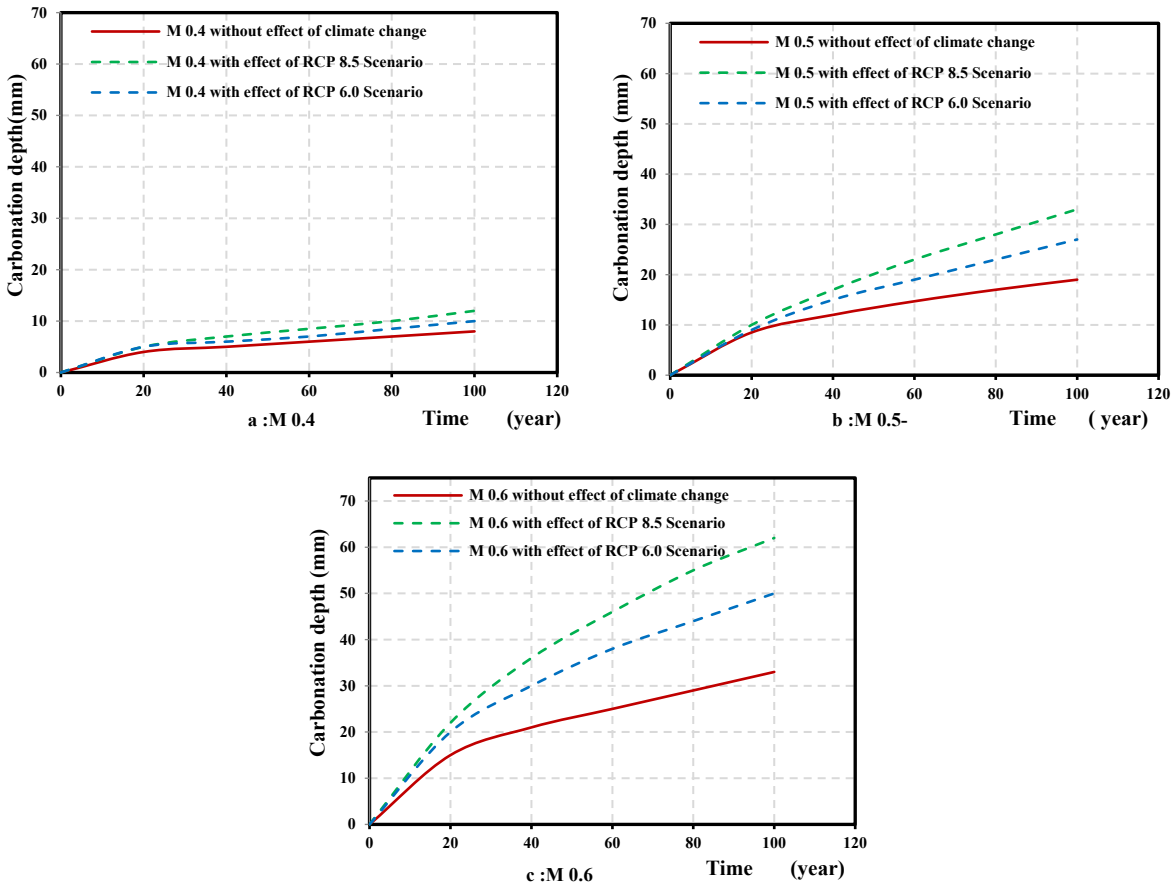 70
60
50
40
30
20
10
0
Carbonation depth(mm)
M 0.4 without effect of climate change
M 0.4 with effect of RCP 8.5 Scenario
M 0.4 with effect of RCP 6.0 Scenario
0 20 40 60 80 100 120
a :M 0.4 Time (year)
70
60
50
40
30
20
10
0
Carbonation depth (mm)
M 0.5 without effect of climate change
M 0.5 with effect of RCP 8.5 Scenario
M 0.5 with effect of RCP 6.0 Scenario
0 20 40 60 80 100 120
b :M 0.5- Time ( year)
70
60
50
40
30
20
10
0
Carbonation depth (mm)
M 0.6 without effect of climate change
M 0.6 with effect of RCP 8.5 Scenario
M 0.6 with effect of RCP 6.0 Scenario
0 20 40 60 80 100 120
c :M 0.6 Time (year)